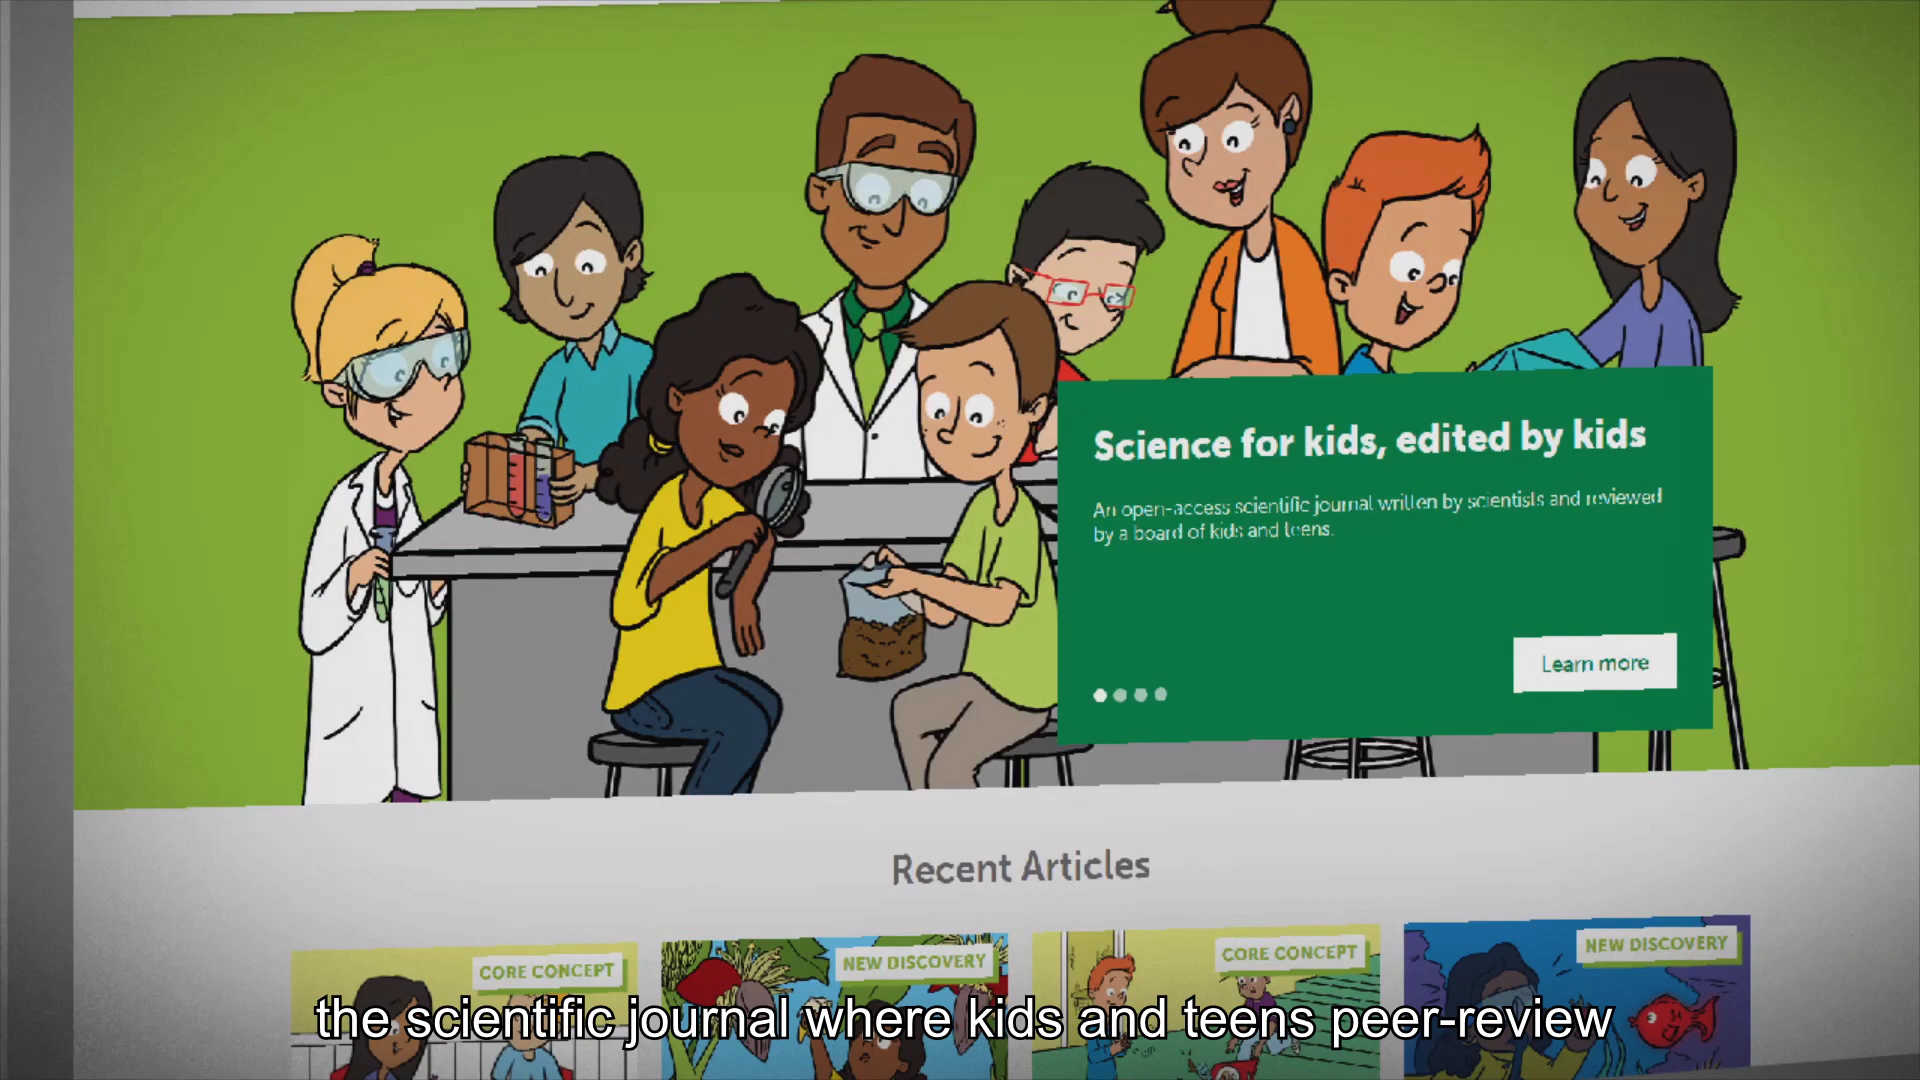 Science for kids, edited by kids
An open-access scientific journal written by scientists and reviewed
by a board of kids and teens.
Learn more
Recent Articles
CORE CONCEPT
NEW DISCOVERY
CORE CONCEPT
NEW DISCOVERY
the scientific journal where kids and teens peer-review